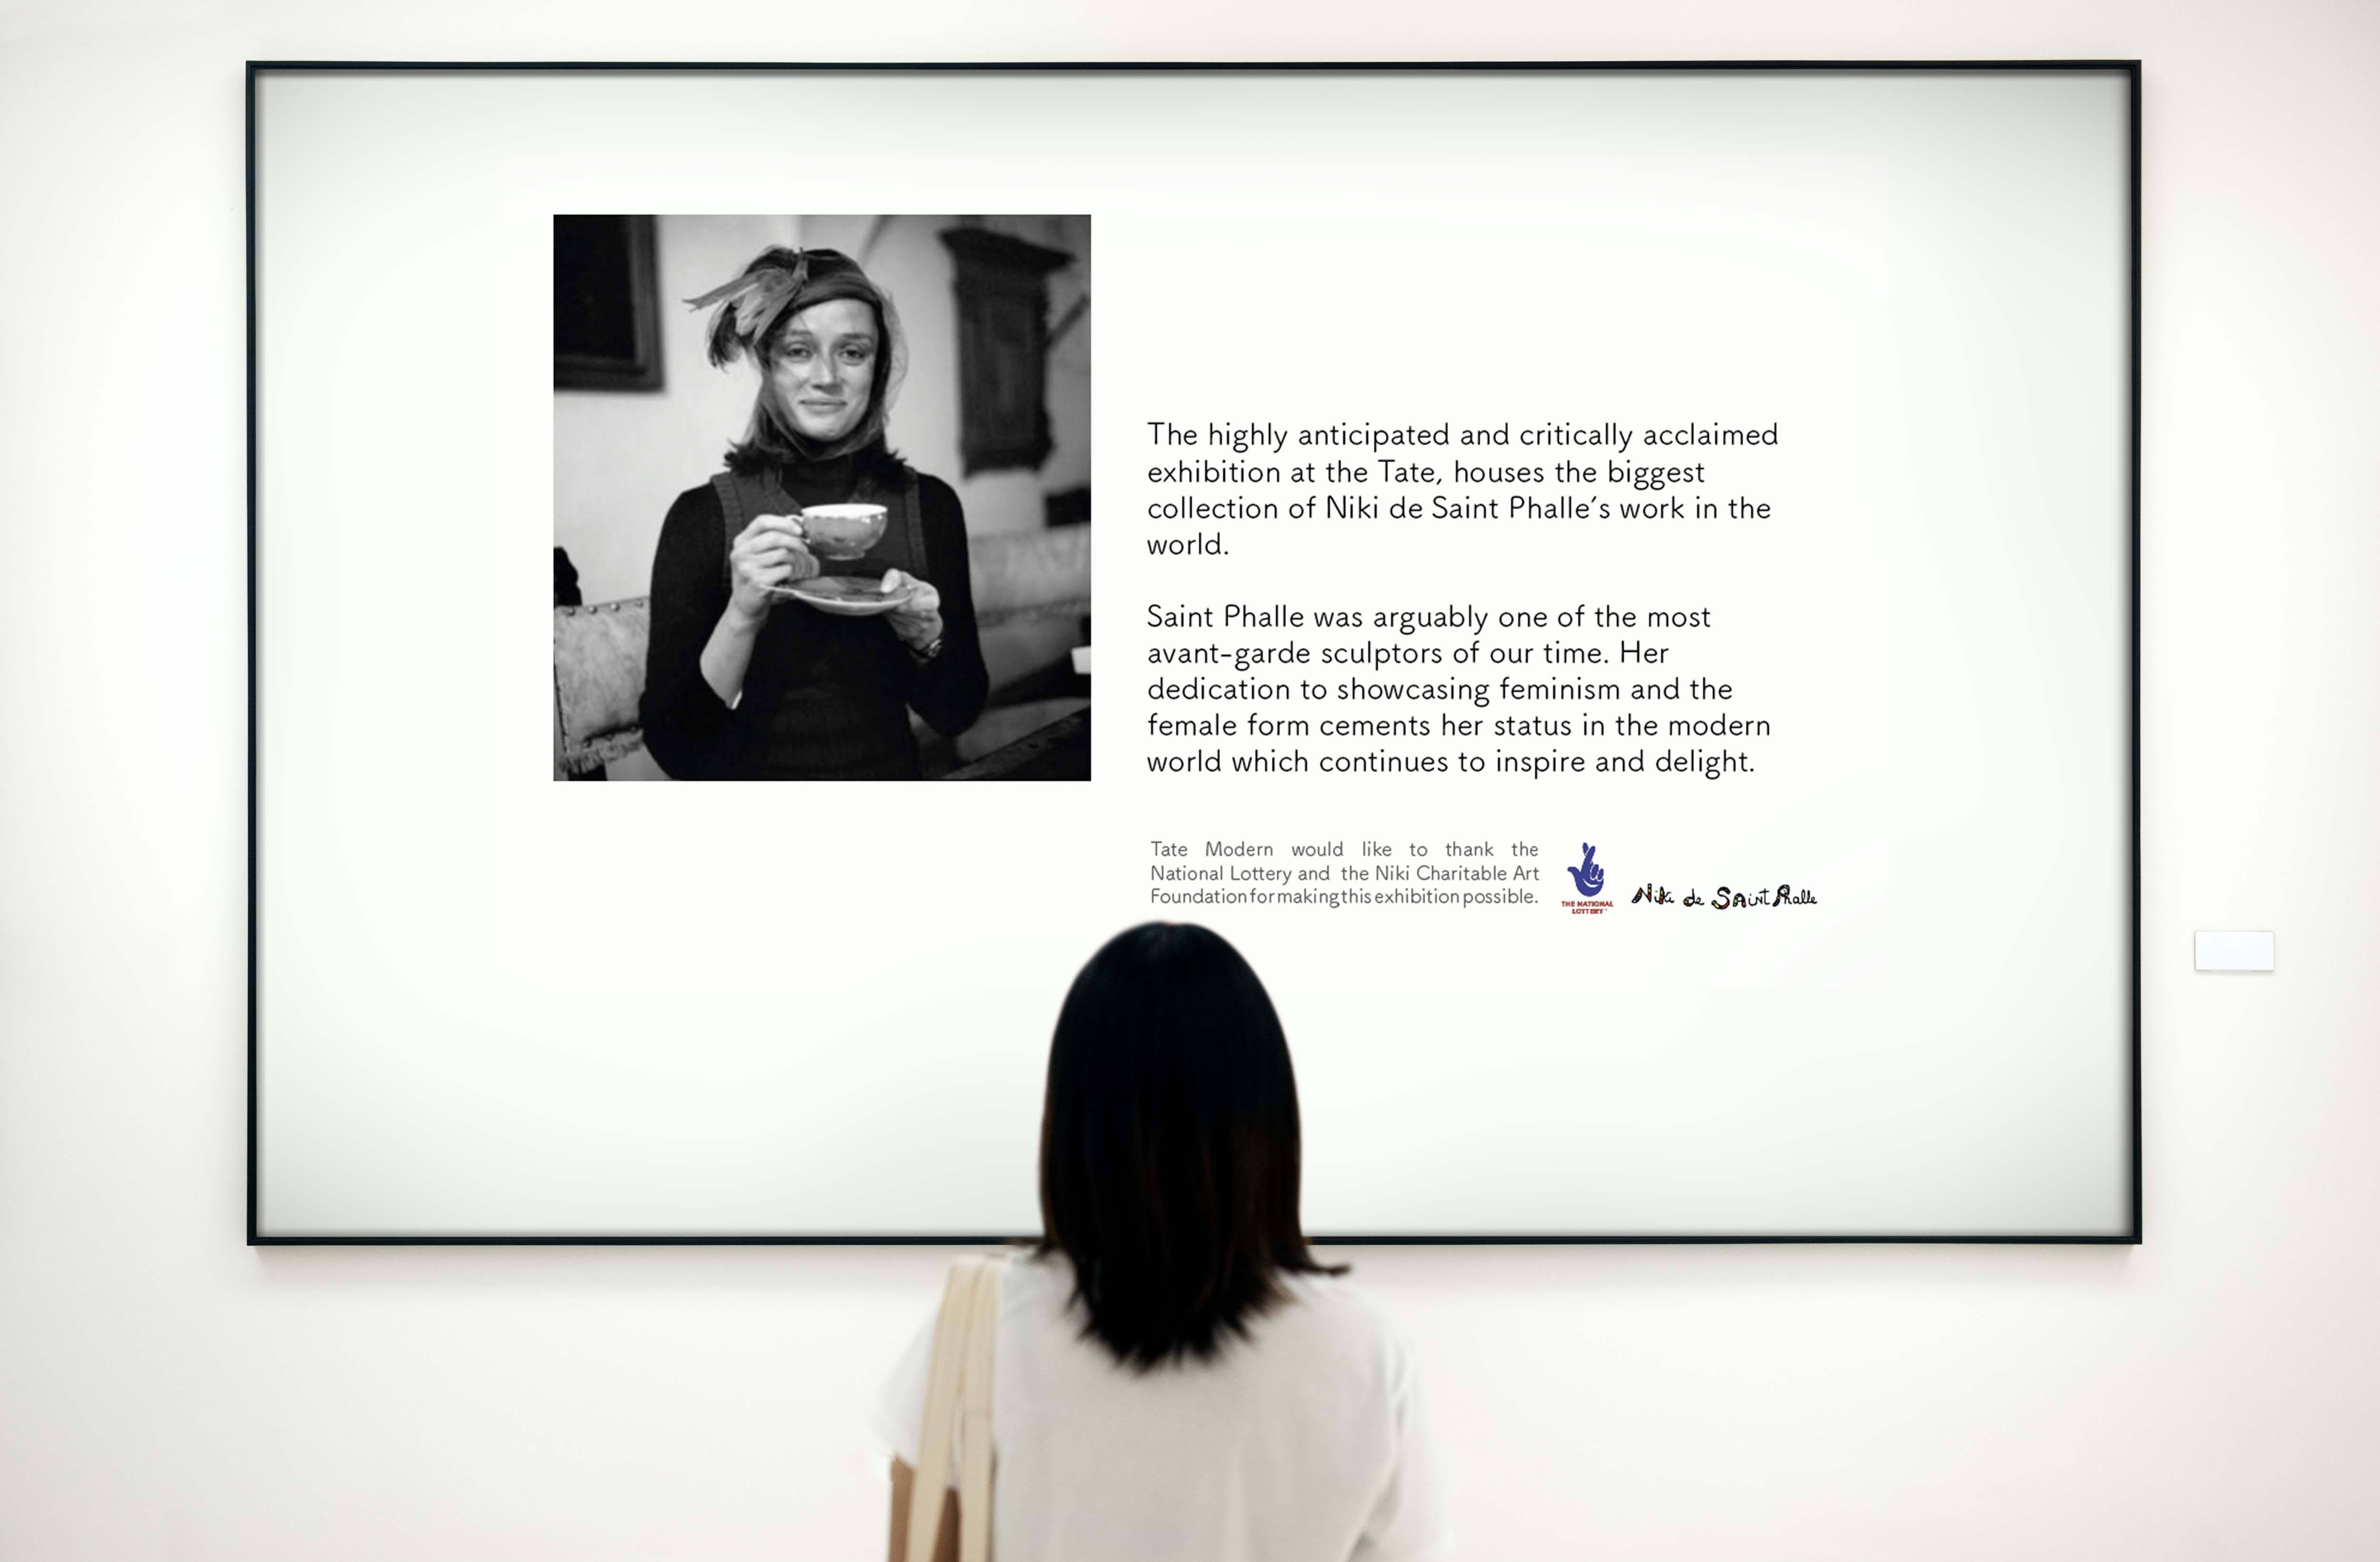 The highly anticipated and critically acclaimed
exhibition at the Tate, houses the biggest
collection of Niki de Saint Phalle's work in the
world.
Saint Phalle was arguably one of the most
avant-garde sculptors of our time. Her
dedication to showcasing feminism and the
female form cements her status in the modern
world which continues to inspire and delight.
Tate Modern would like to thank the
National Lottery and the Niki Charitable Art
Foundation for making this exhibition possible.
THE NATIONAL
LOTTERY
Niki de Saint Phalle